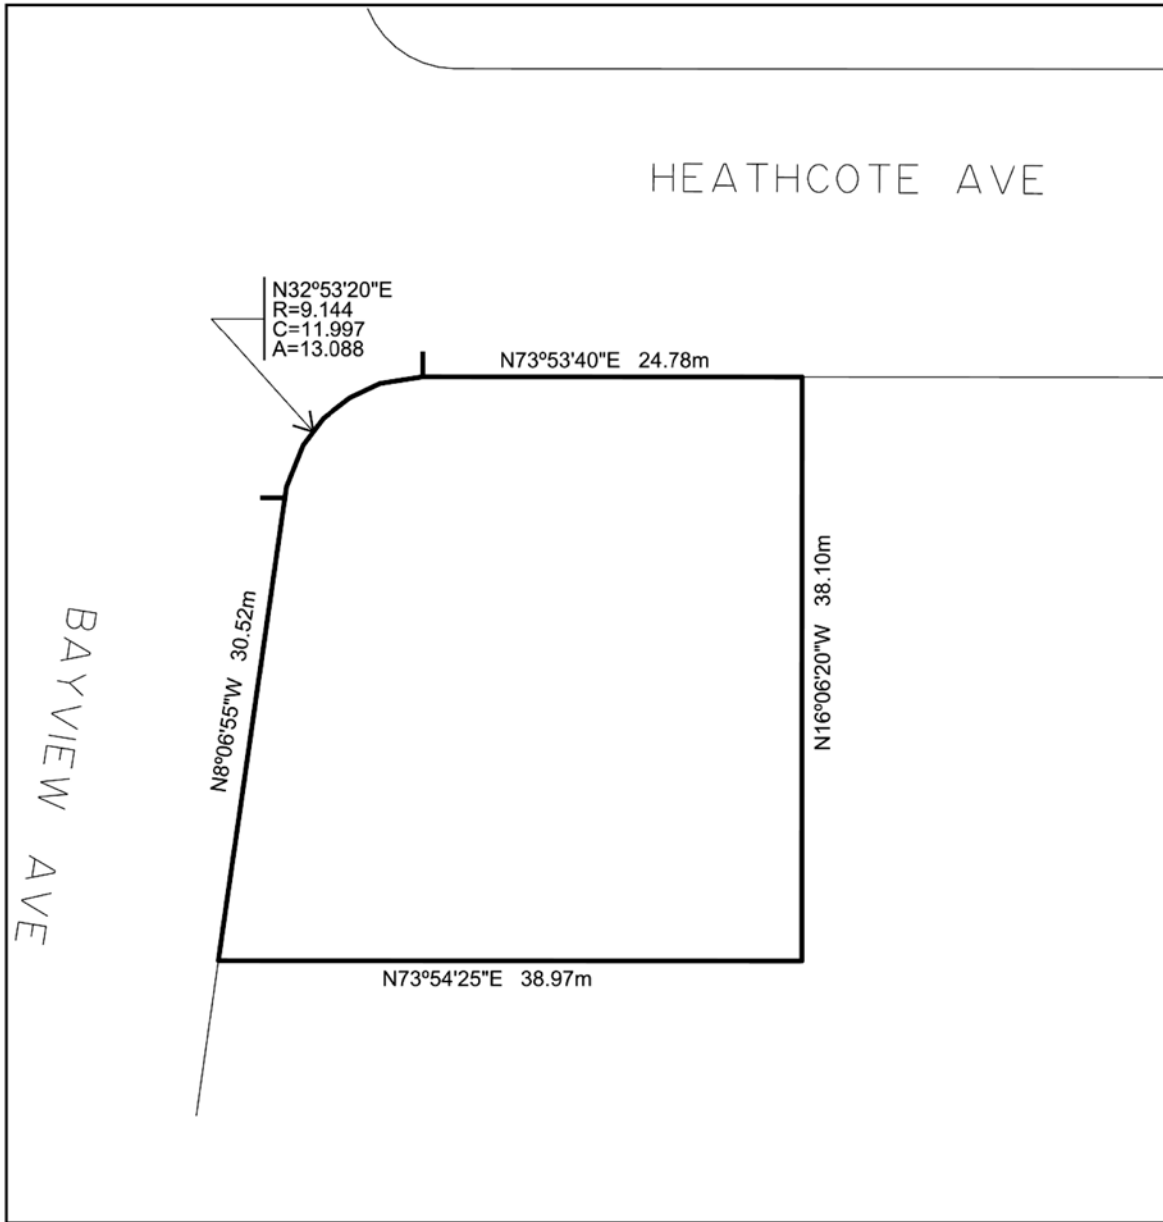 HEATHCOTE AVE
N32º53'20"E
R=9.144
C=11.997
A=13.088
N73º53'40"E 24.78m
N16º06'20"W 38.10m
N8º06'55"W 30.52m
BAYVIEW AVE
N73º54'25"E 38.97m